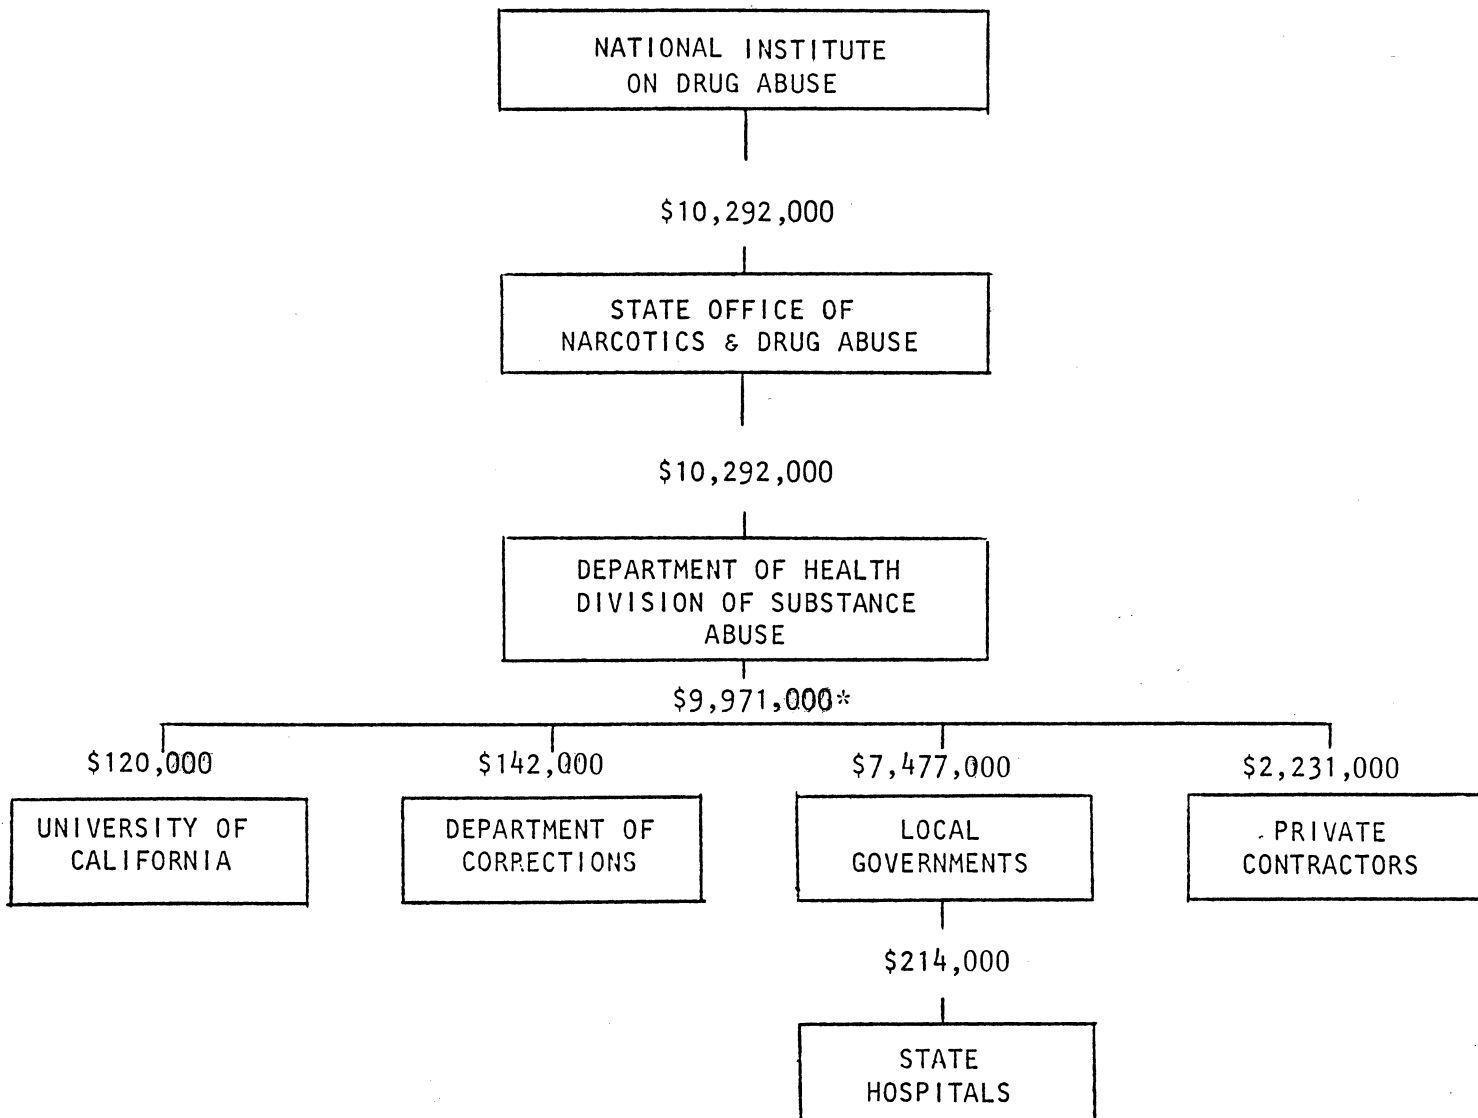 NATIONAL INSTITUTE
ON DRUG ABUSE
$10,292,000
STATE OFFICE OF
NARCOTICS & DRUG ABUSE
$10,292,000
DEPARTMENT OF HEALTH
DIVISION OF SUBSTANCE
ABUSE
$9,971,000*
$120,000
$142,000
$7,477,000
$2,231,000
UNIVERSITY OF
CALIFORNIA
DEPARTMENT OF
CORRECTIONS
LOCAL
GOVERNMENTS
PRIVATE
CONTRACTORS
$214,000
STATE
HOSPITALS